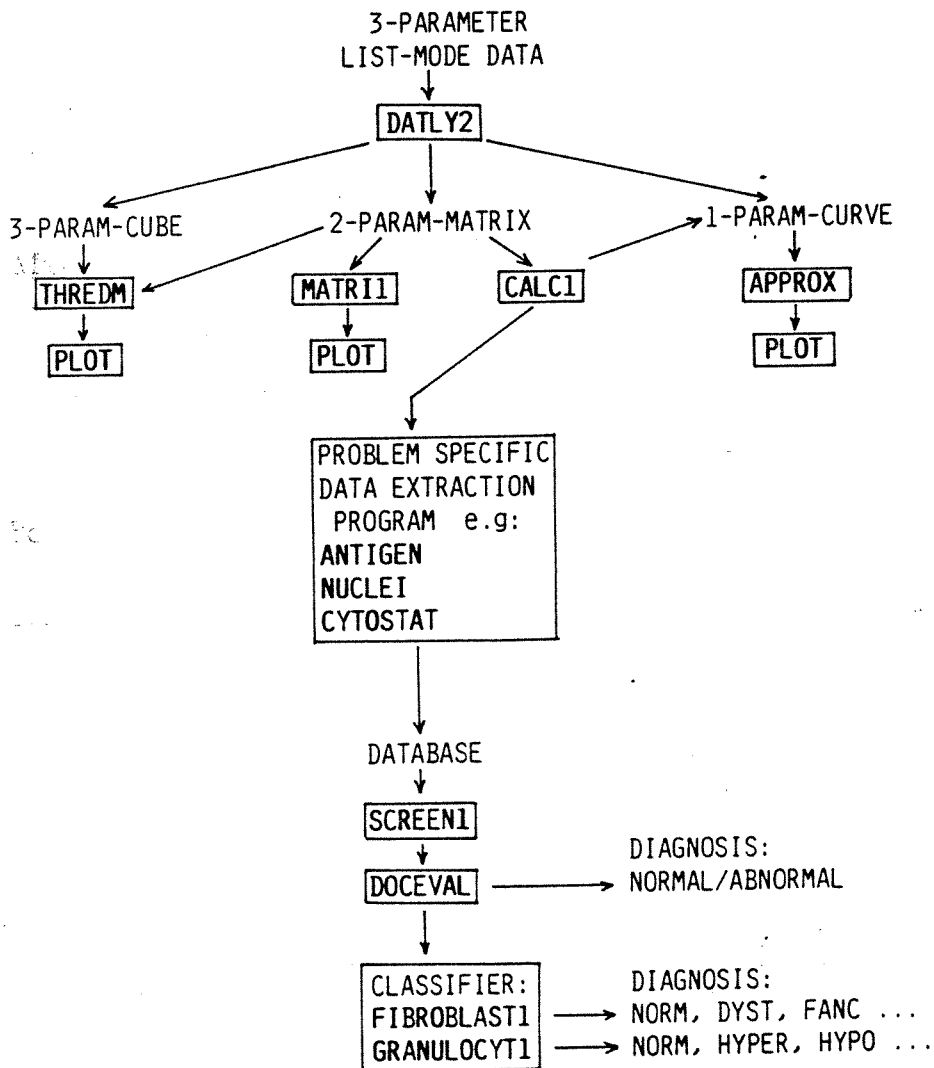 3-PARAMETER
LIST-MODE DATA
DATLY2
3-PARAM-CUBE
2-PARAM-MATRIX
1-PARAM-CURVE
THREDM
MATRI1
CALC1
APPROX
PLOT
PLOT
PLOT
PROBLEM SPECIFIC
DATA EXTRACTION
PROGRAM e.g:
ANTIGEN
NUCLEI
CYTOSTAT
DATABASE
SCREEN1
DOCEVAL
DIAGNOSIS:
NORMAL/ABNORMAL
CLASSIFIER:
FIBROBLAST1
GRANULOCYT1
DIAGNOSIS:
NORM, DYST, FANC ...
NORM, HYPER, HYPO ...